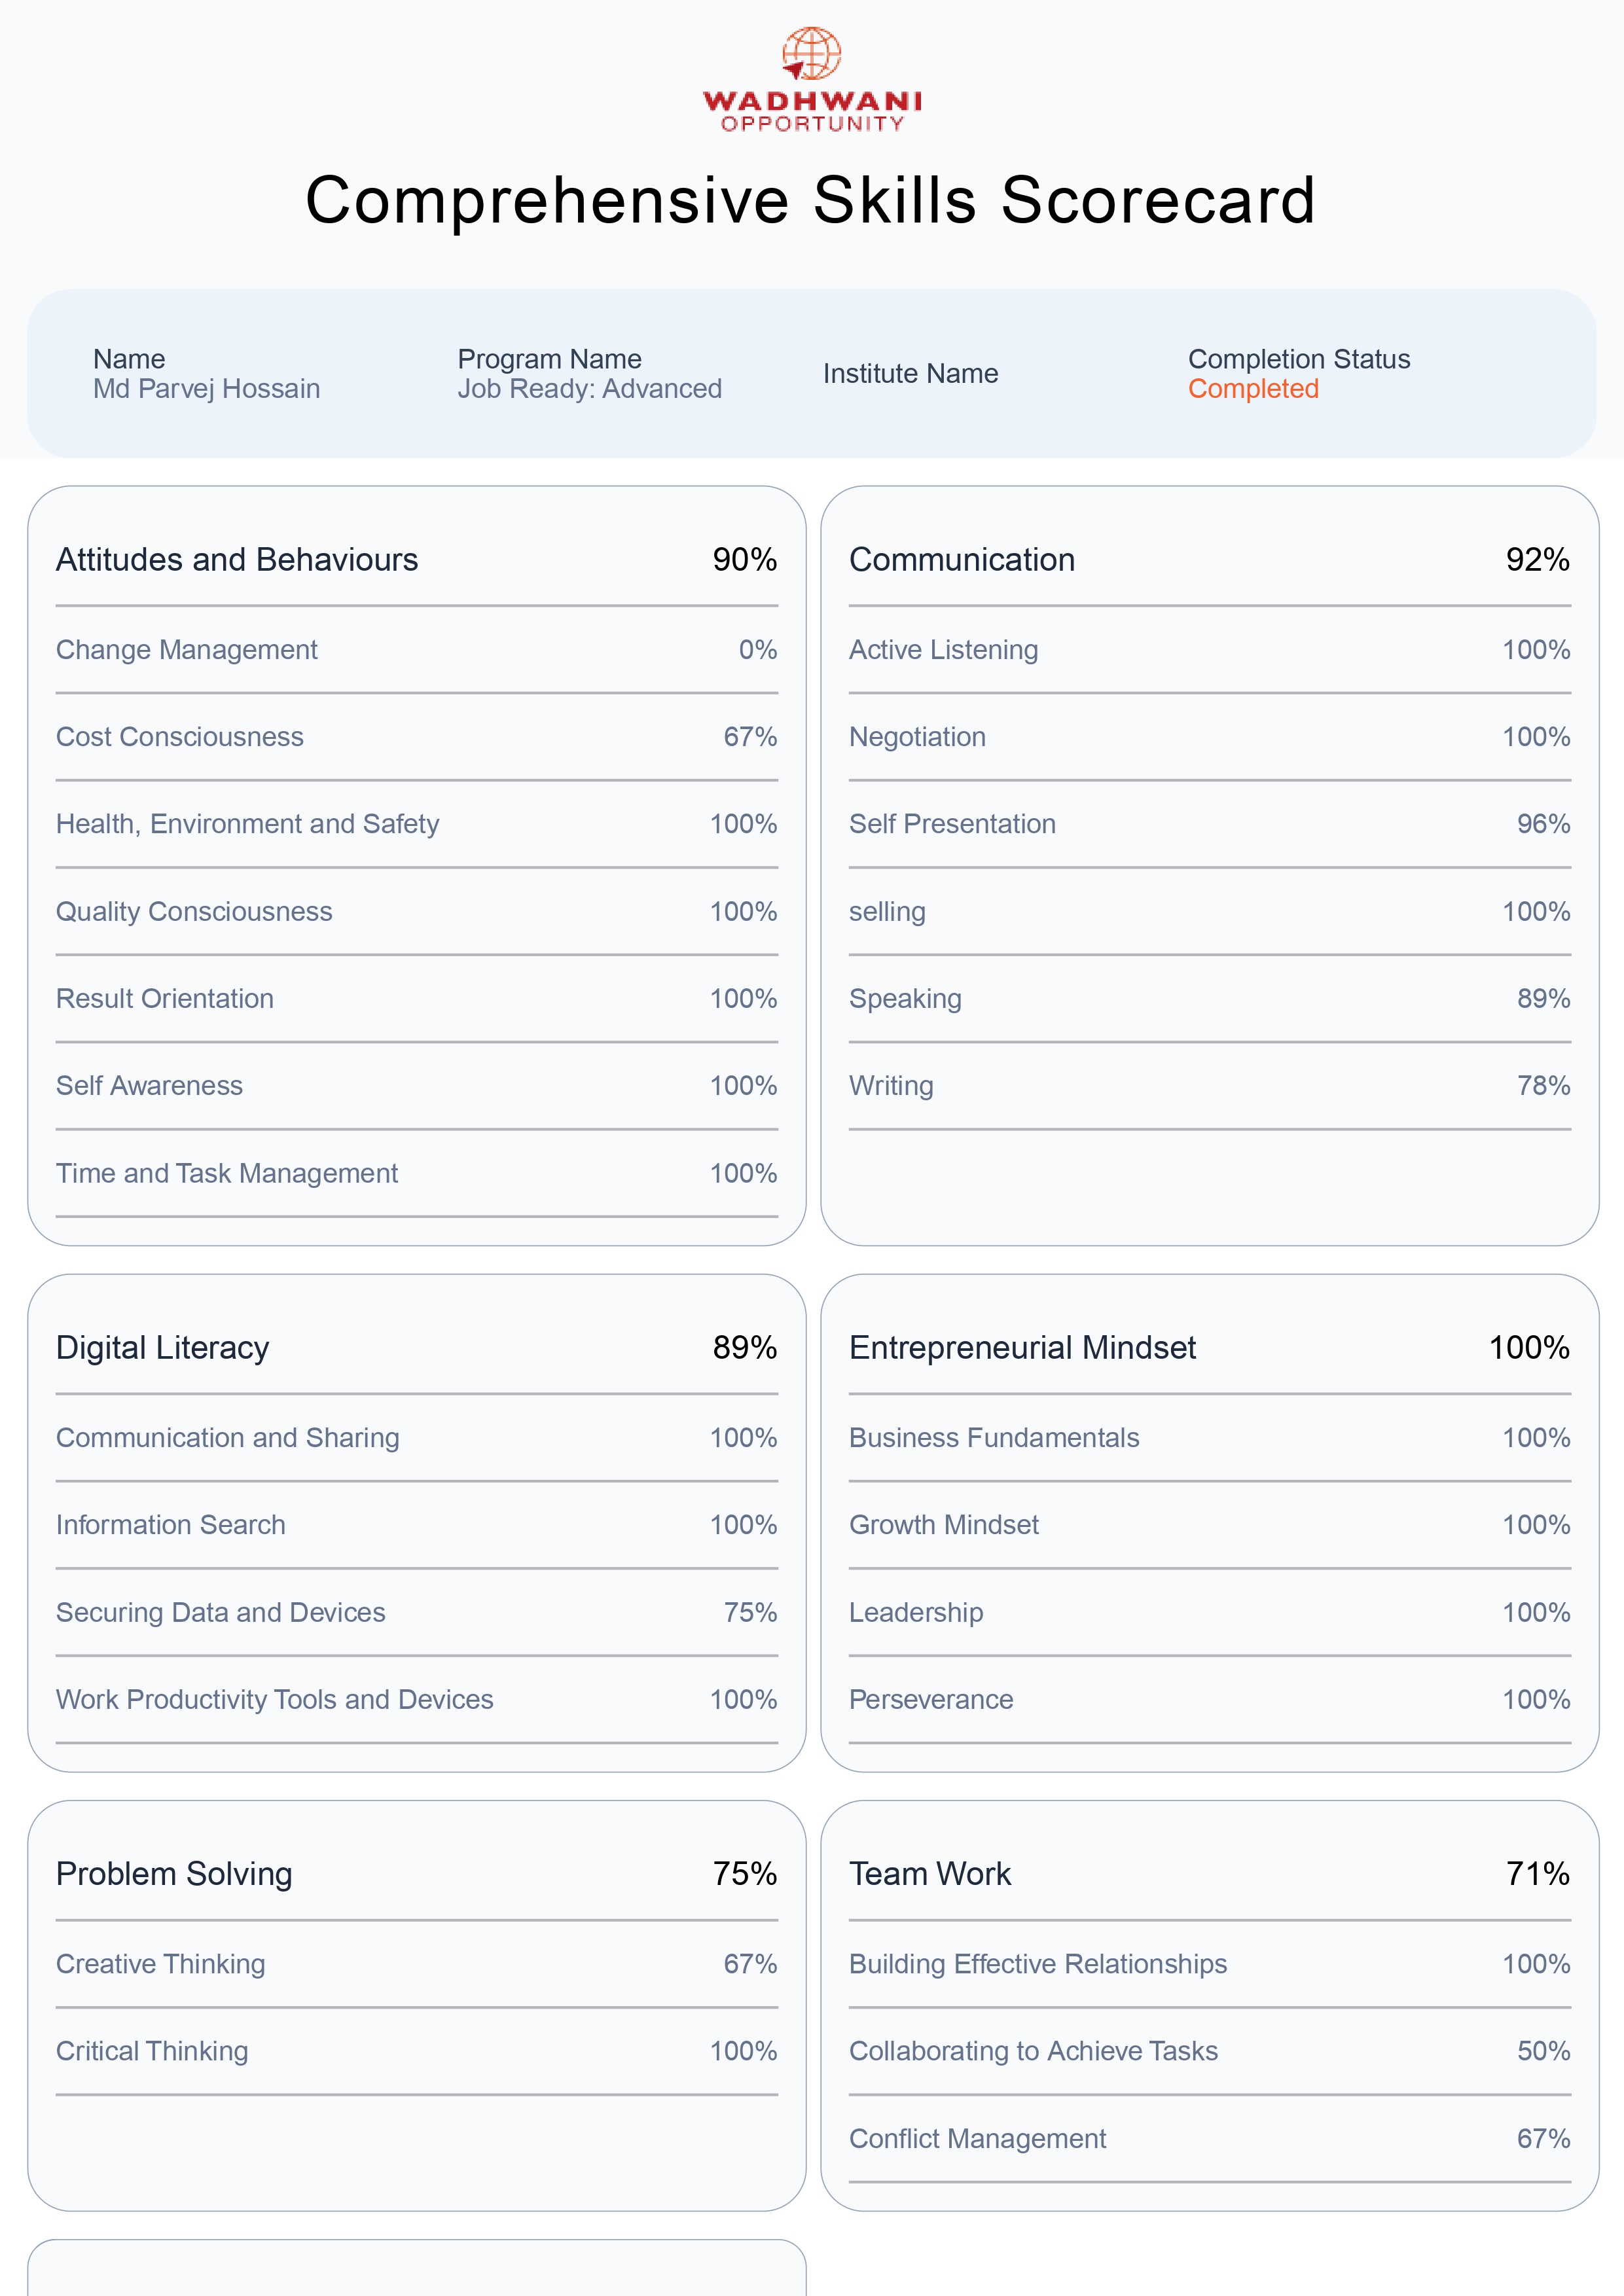 WADHWANI
OPPORTUNITY
Comprehensive Skills Scorecard
Name
Md Parvej Hossain
Program Name
Job Ready: Advanced
Institute Name
Completion Status
Completed
Attitudes and Behaviours 90%
Change Management 0%
Cost Consciousness 67%
Health, Environment and Safety 100%
Quality Consciousness 100%
Result Orientation 100%
Self Awareness 100%
Time and Task Management 100%
Communication 92%
Active Listening 100%
Negotiation 100%
Self Presentation 96%
selling 100%
Speaking 89%
Writing 78%
Digital Literacy 89%
Communication and Sharing 100%
Information Search 100%
Securing Data and Devices 75%
Work Productivity Tools and Devices 100%
Entrepreneurial Mindset 100%
Business Fundamentals 100%
Growth Mindset 100%
Leadership 100%
Perseverance 100%
Problem Solving 75%
Creative Thinking 67%
Critical Thinking 100%
Team Work 71%
Building Effective Relationships 100%
Collaborating to Achieve Tasks 50%
Conflict Management 67%